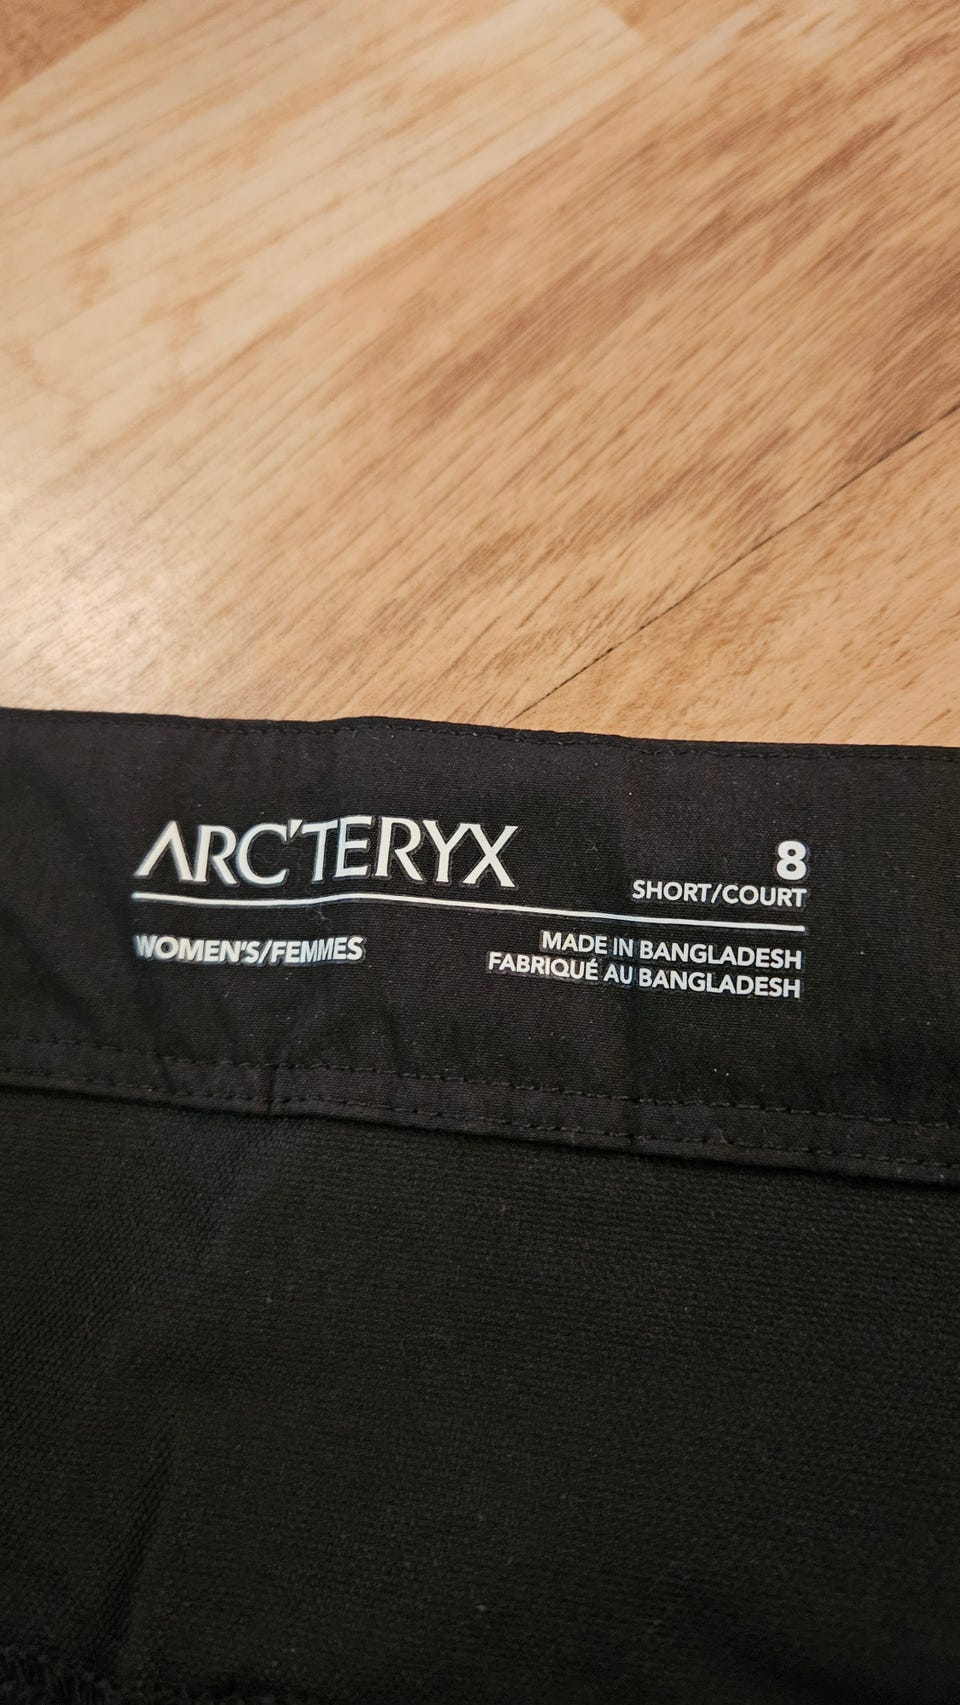 ARC'TERYX
8
SHORT/COURT
WOMEN'S/FEMMES
MADE IN BANGLADESH
FABRIQUÉ AU BANGLADESH